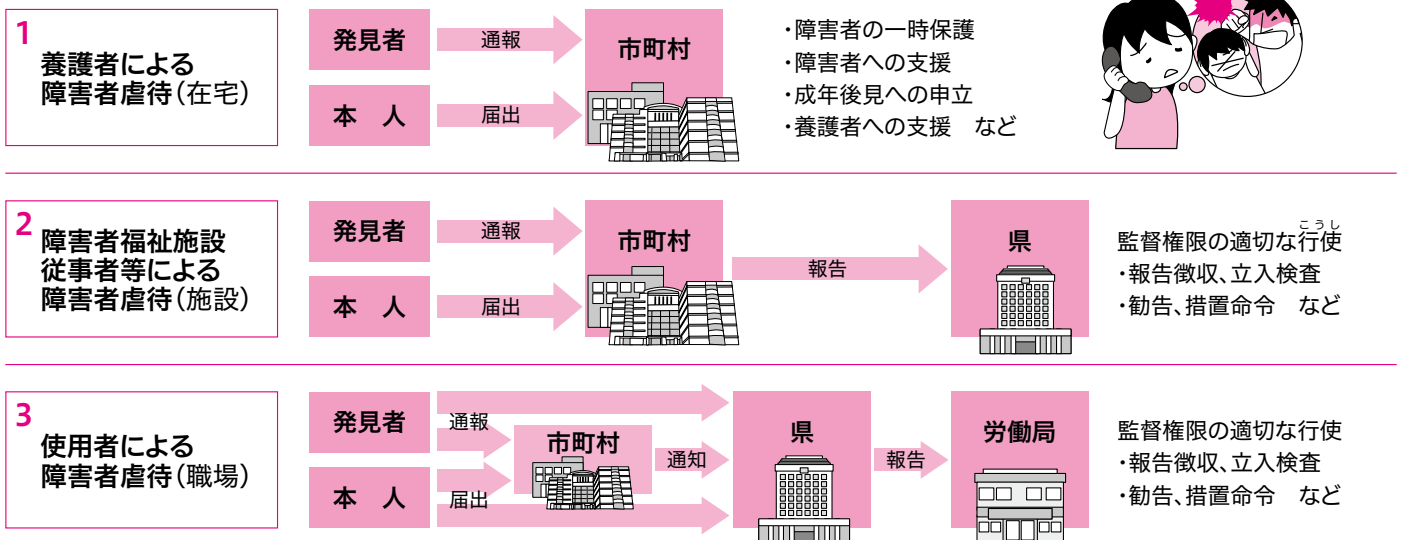 1
養護者による
障害者虐待(在宅)
発見者
通報
本 人
届出
市町村
・障害者の一時保護
・障害者への支援
・成年後見への申立
・養護者への支援 など
2
障害者福祉施設
従事者等による
障害者虐待(施設)
発見者
通報
本 人
届出
市町村
報告
県
こうし
監督権限の適切な行使
・報告徴収、立入検査
・勧告、措置命令 など
3
使用者による
障害者虐待(職場)
発見者
通報
本 人
届出
市町村
通知
県
報告
労働局
監督権限の適切な行使
・報告徴収、立入検査
・勧告、措置命令 など